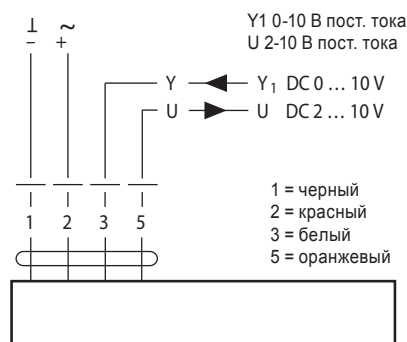 ⊥ ~
− +
Y1 0-10 В пост. тока
U 2-10 В пост. тока
Y Y1 DC 0 ... 10 V
U U DC 2 ... 10 V
1 2 3 5
1 = черный
2 = красный
3 = белый
5 = оранжевый